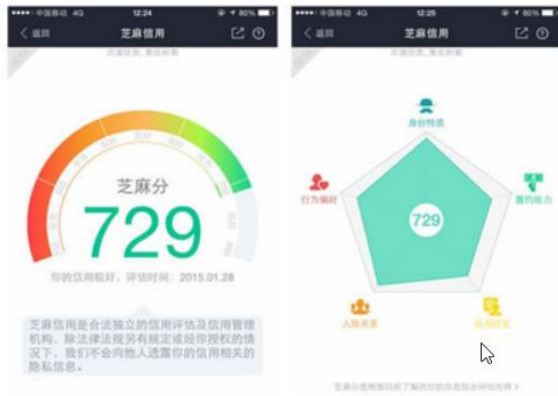 中国移动 4G 12:24 80%
返回 芝麻信用
芝麻分
729
你的信用极好，评估时间：2015.01.28
芝麻信用是合法独立的信用评估及信用管理
机构，除法律法规另有规定或经你授权的情
况下，我们不会向他人透露你的信用相关的
隐私信息。
中国移动 4G 12:25 80%
返回 芝麻信用
身份特质
行为偏好
履约能力
729
人际关系